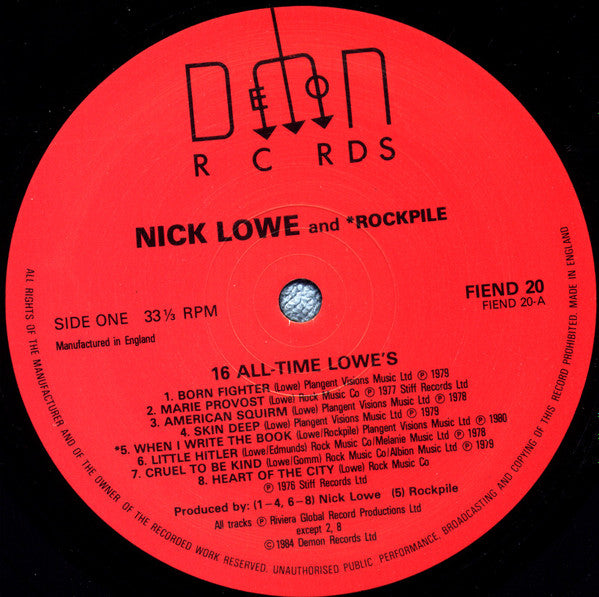 DEMON
R C RDS
NICK LOWE and *ROCKPILE
SIDE ONE 33⅓ RPM
Manufactured in England
FIEND 20
FIEND 20-A
16 ALL-TIME LOWE'S
1. BORN FIGHTER (Lowe) Plangent Visions Music Ltd ℗ 1979
2. MARIE PROVOST (Lowe) Rock Music Co ℗ 1977 Stiff Records Ltd
3. AMERICAN SQUIRM (Lowe) Plangent Visions Music Ltd ℗ 1978
4. SKIN DEEP (Lowe) Plangent Visions Music Ltd ℗ 1979
*5. WHEN I WRITE THE BOOK (Lowe/Rockpile) Plangent Visions Music Ltd ℗ 1980
6. LITTLE HITLER (Lowe/Edmunds) Rock Music Co/Melanie Music Ltd ℗ 1978
7. CRUEL TO BE KIND (Lowe/Gomm) Rock Music Co/Albion Music Ltd ℗ 1979
8. HEART OF THE CITY (Lowe) Rock Music Co
℗ 1976 Stiff Records Ltd
Produced by: (1-4, 6-8) Nick Lowe (5) Rockpile
All tracks ℗ Riviera Global Record Productions Ltd
except 2, 8
© 1984 Demon Records Ltd
ALL RIGHTS OF THE MANUFACTURER AND OF THE OWNER OF THE RECORDED WORK RESERVED. UNAUTHORISED PUBLIC PERFORMANCE, BROADCASTING AND COPYING OF THIS RECORD PROHIBITED. MADE IN ENGLAND